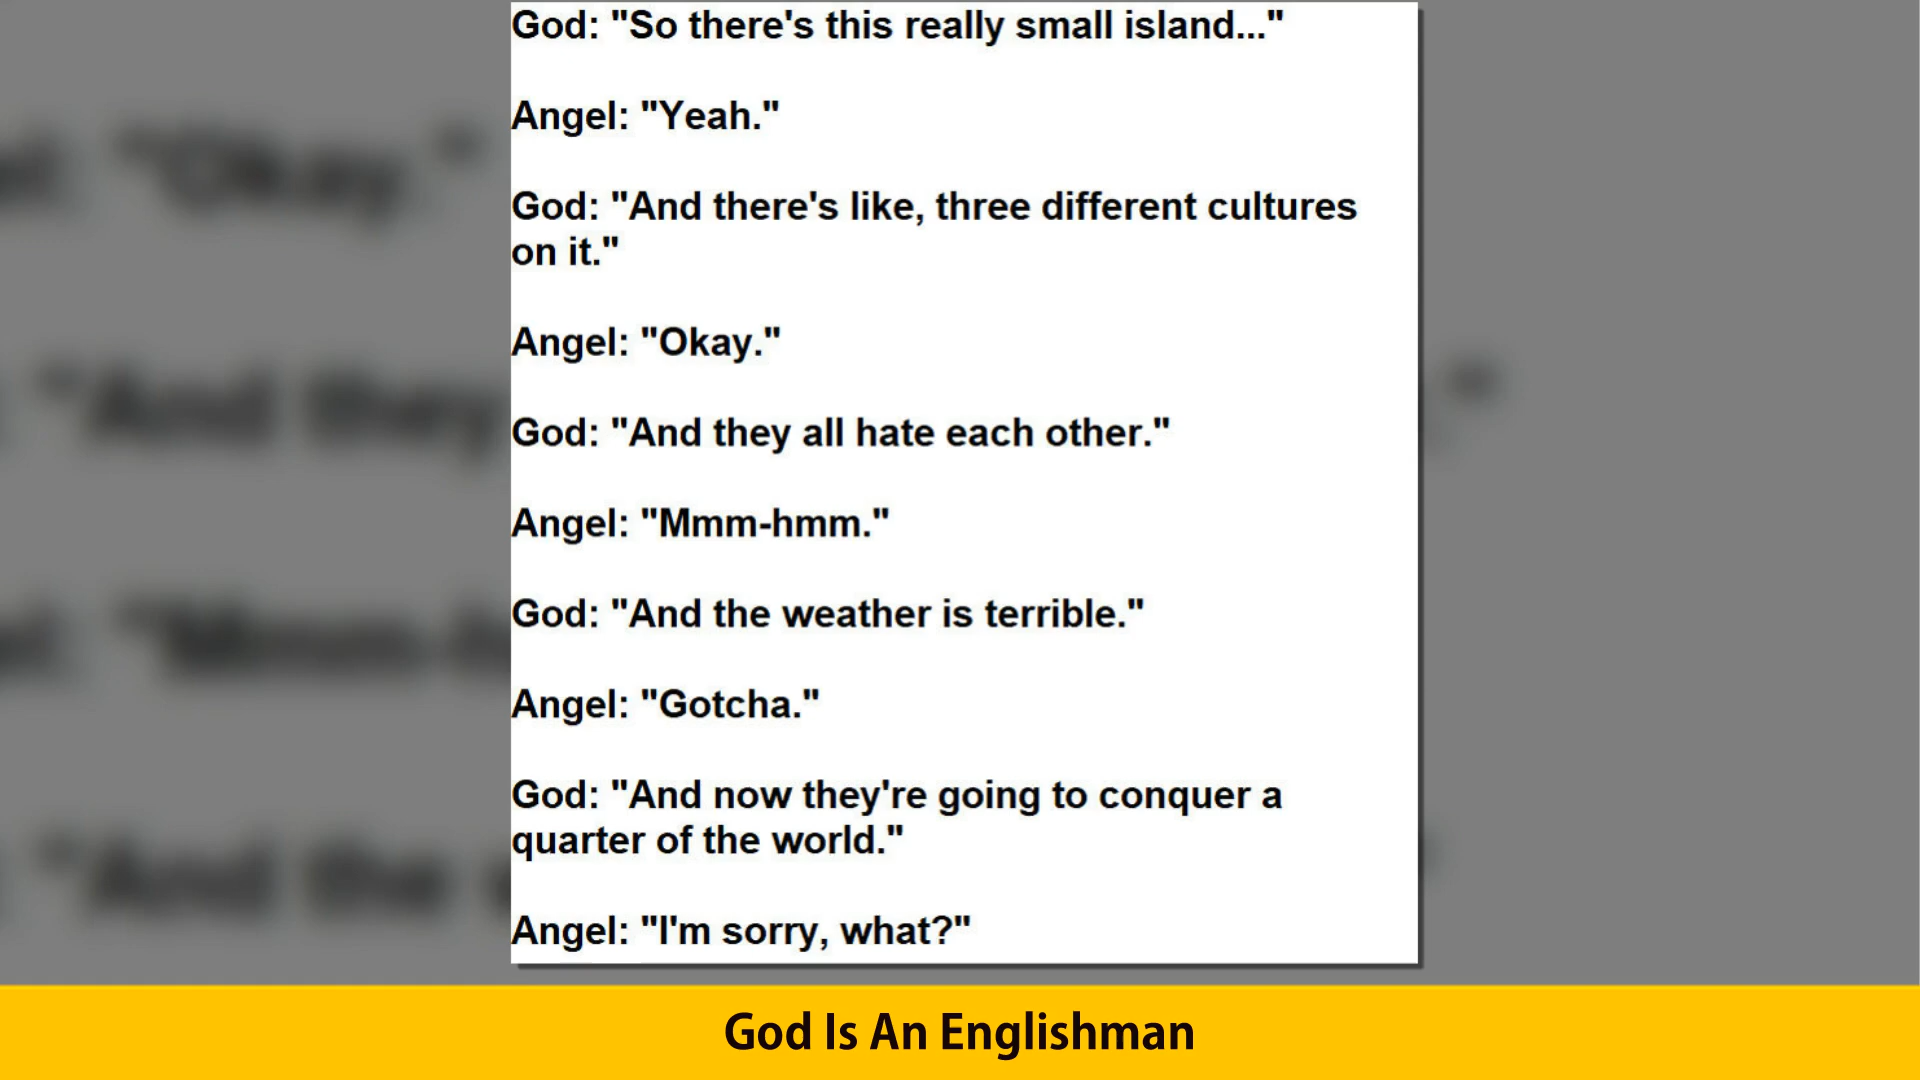 God: "So there's this really small island..."
Angel: "Yeah."
God: "And there's like, three different cultures
on it."
Angel: "Okay."
God: "And they all hate each other."
Angel: "Mmm-hmm."
God: "And the weather is terrible."
Angel: "Gotcha."
God: "And now they're going to conquer a
quarter of the world."
Angel: "I'm sorry, what?"
God Is An Englishman